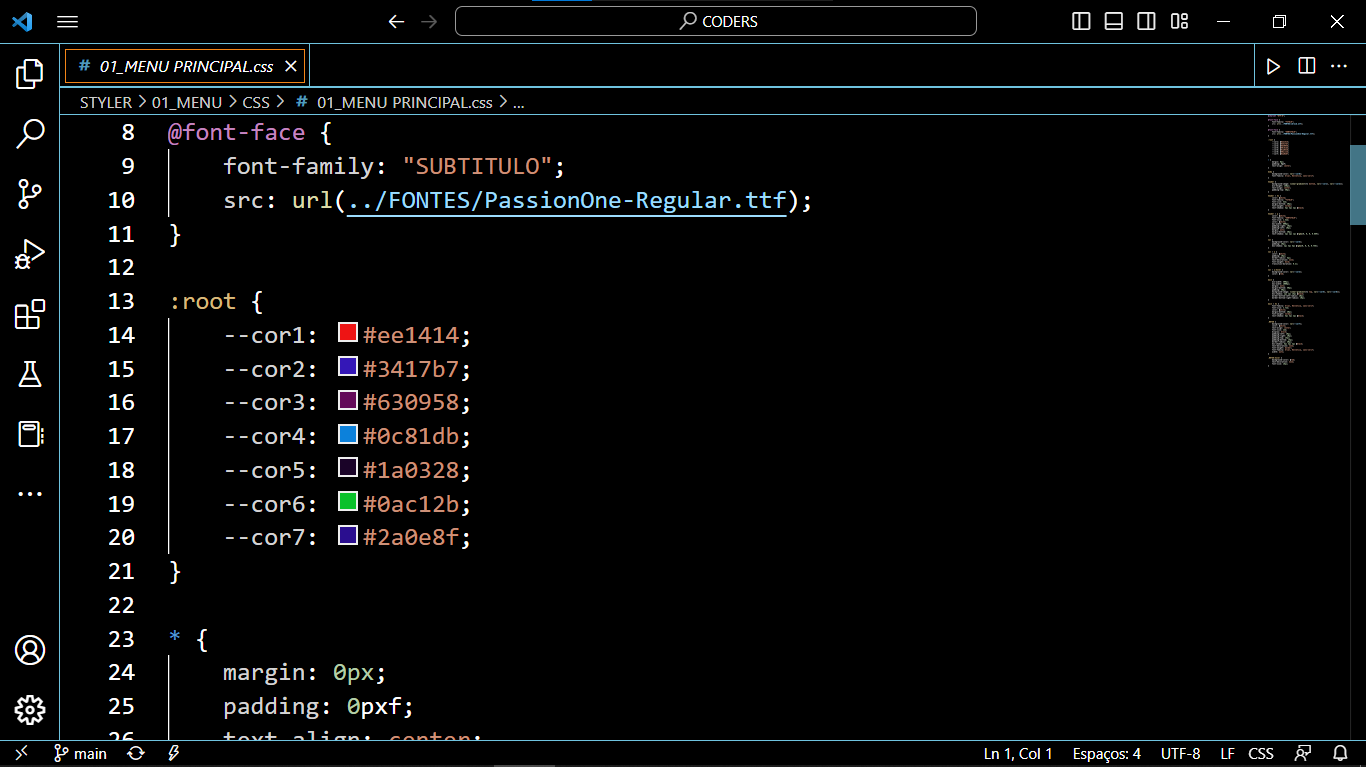 CODERS
# 01_MENU PRINCIPAL.css
STYLER > 01_MENU > CSS > # 01_MENU PRINCIPAL.css > ...
8 @font-face {
9 font-family: "SUBTITULO";
10 src: url(../FONTES/PassionOne-Regular.ttf);
11 }
12
13 :root {
14 --cor1: #ee1414;
15 --cor2: #3417b7;
16 --cor3: #630958;
17 --cor4: #0c81db;
18 --cor5: #1a0328;
19 --cor6: #0ac12b;
20 --cor7: #2a0e8f;
21 }
22
23 * {
24 margin: 0px;
25 padding: 0pxf;
26 text-align: center;
main Ln 1, Col 1 Espaços: 4 UTF-8 LF CSS